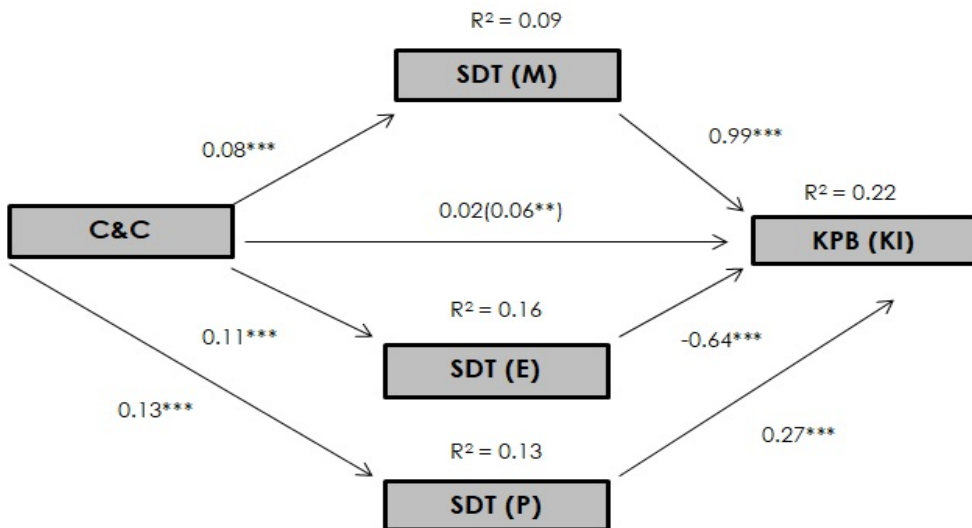 R² = 0.09
SDT (M)
0.08***
0.99***
R² = 0.22
0.02(0.06**)
C&C
KPB (KI)
R² = 0.16
0.11***
-0.64***
SDT (E)
0.13***
0.27***
R² = 0.13
SDT (P)